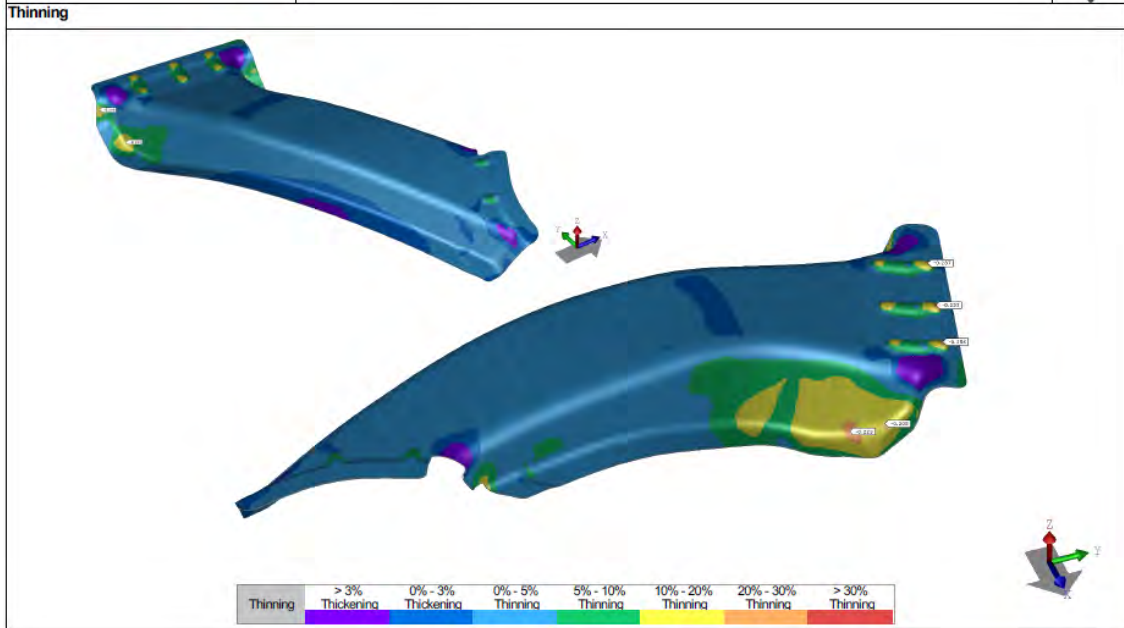 Thinning
Z
Y
X
Z
Y
X
Thinning
> 3% Thickening
0% - 3% Thickening
0% - 5% Thinning
5% - 10% Thinning
10% - 20% Thinning
20% - 30% Thinning
> 30% Thinning